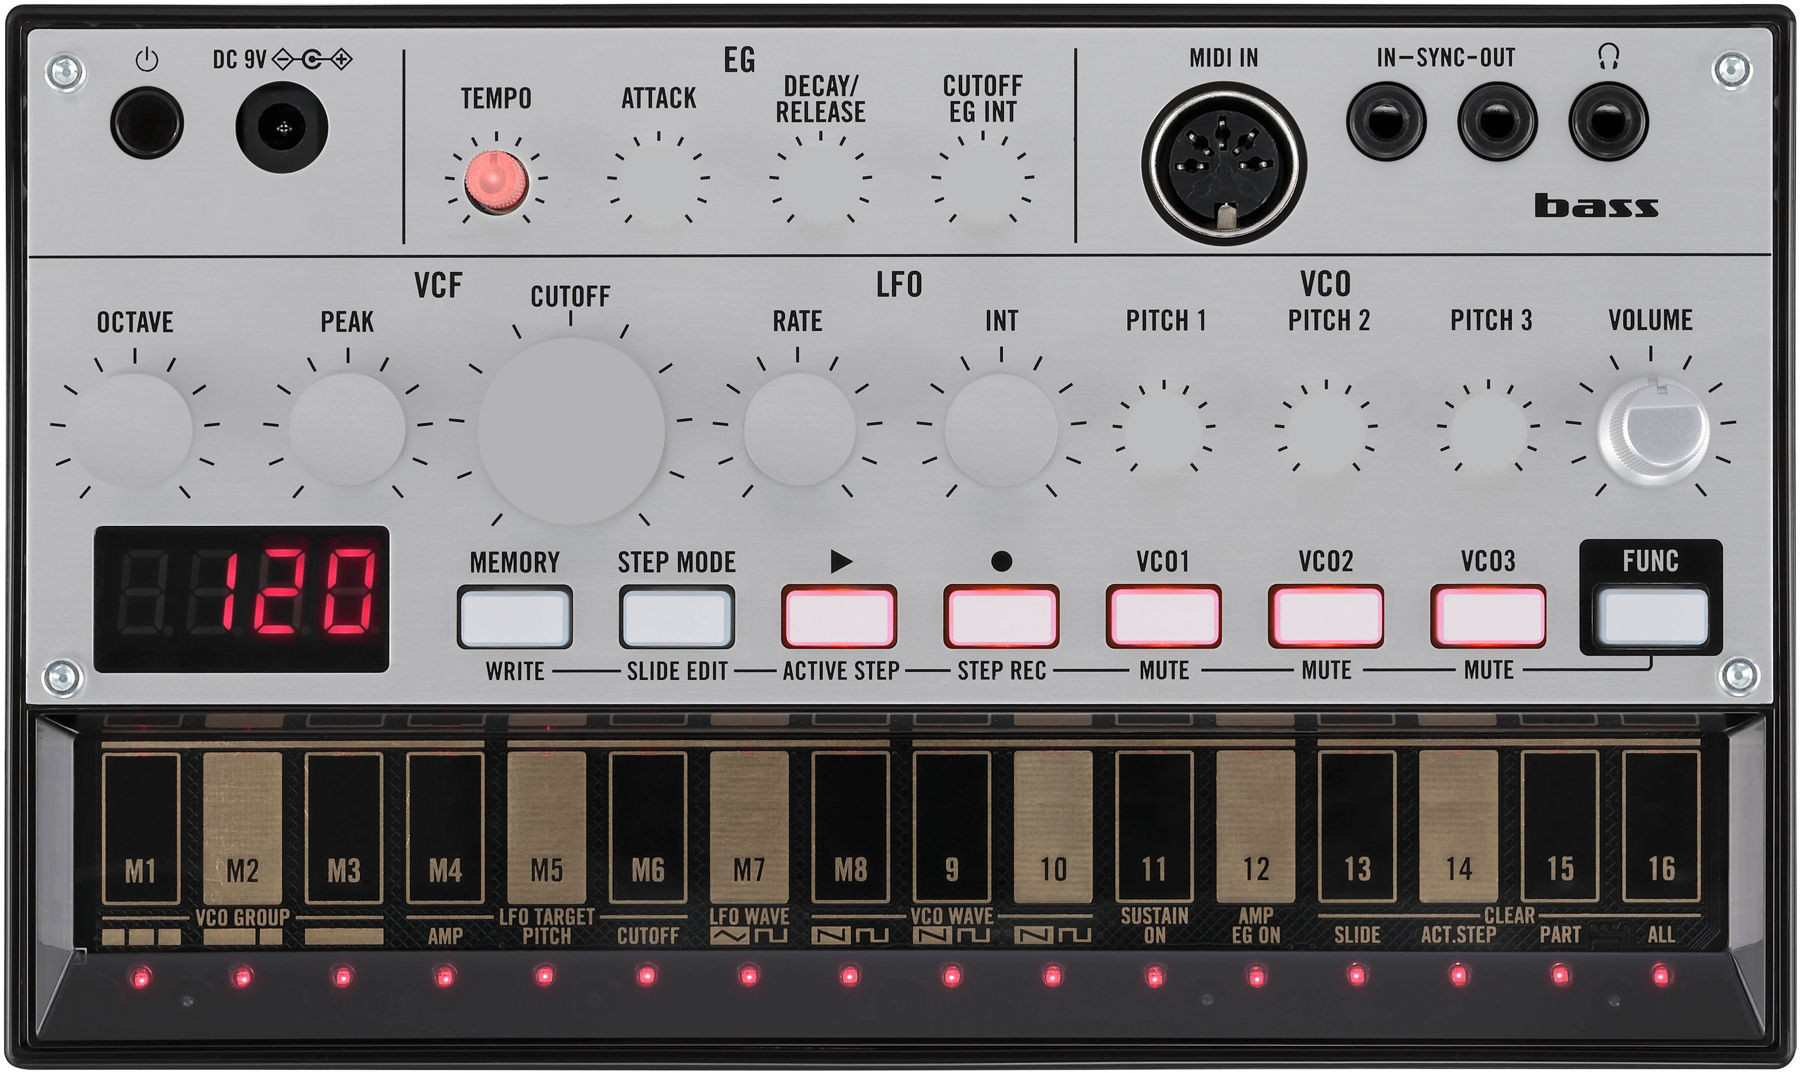 DC 9V
EG
TEMPO
ATTACK
DECAY/
RELEASE
CUTOFF
EG INT
MIDI IN
IN–SYNC–OUT
bass
VCF
LFO
VCO
OCTAVE
PEAK
CUTOFF
RATE
INT
PITCH 1
PITCH 2
PITCH 3
VOLUME
120
MEMORY
STEP MODE
VCO1
VCO2
VCO3
FUNC
WRITE
SLIDE EDIT
ACTIVE STEP
STEP REC
MUTE
MUTE
MUTE
M1
M2
M3
M4
M5
M6
M7
M8
9
10
11
12
13
14
15
16
VCO GROUP
LFO TARGET
AMP
PITCH
CUTOFF
LFO WAVE
VCO WAVE
SUSTAIN
ON
AMP
EG ON
CLEAR
SLIDE
ACT.STEP
PART
ALL